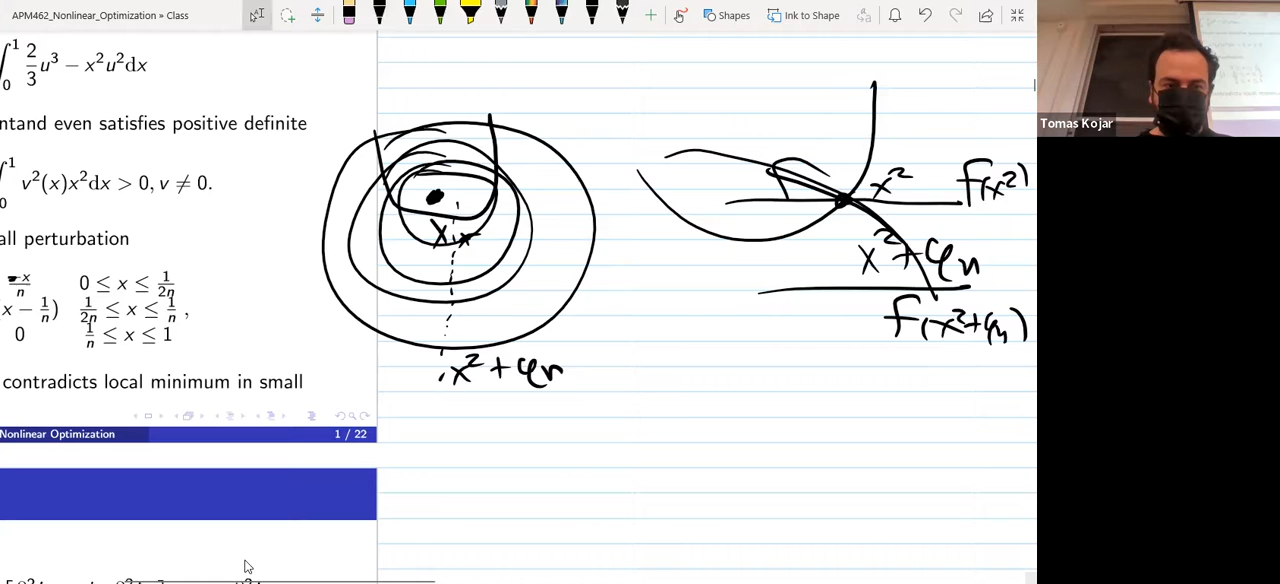 APM462_Nonlinear_Optimization » Class
Shapes
Ink to Shape
∫₀¹ 2/3 u³ − x²u²dx
ntand even satisfies positive definite
∫₀¹ v²(x)x²dx > 0, v ≠ 0.
all perturbation
-x/n 0 ≤ x ≤ 1/2n
(x − 1/n) 1/2n ≤ x ≤ 1/n ,
0 1/n ≤ x ≤ 1
contradicts local minimum in small
Nonlinear Optimization 1 / 22
x² + φn
x²
f(x²)
x² + φn
f(x²+φn)
Tomas Kojar